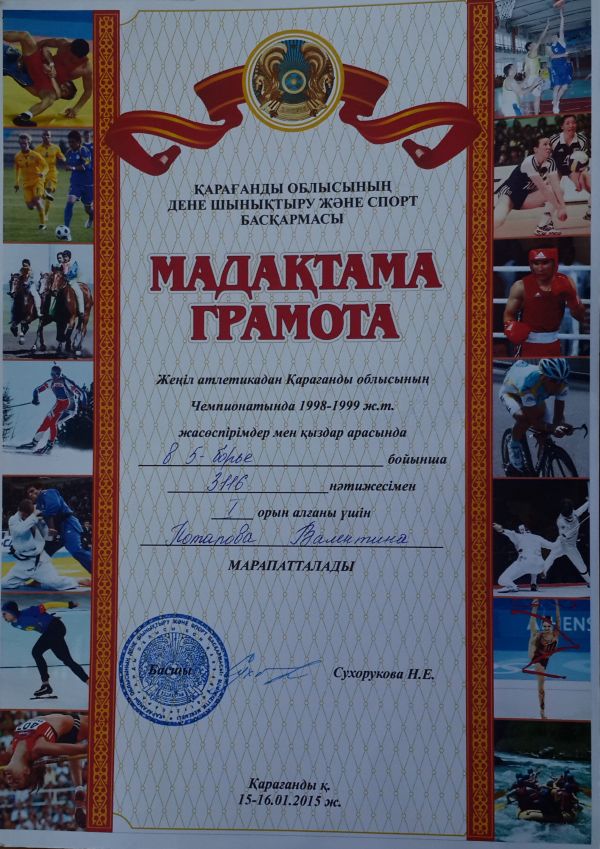 ҚАРАҒАНДЫ ОБЛЫСЫНЫҢ
ДЕНЕ ШЫНЫҚТЫРУ ЖӘНЕ СПОРТ
БАСҚАРМАСЫ
МАДАҚТАМА
ГРАМОТА
Жеңіл атлетикадан Қарағанды облысының
Чемпионатында 1998-1999 ж.т.
жасөспірімдер мен қыздар арасында
в 5-борье бойынша
3116 нәтижесімен
I орын алғаны үшін
Потарова Валентина
МАРАПАТТАЛАДЫ
Басшы Сухорукова Н.Е.
Қарағанды қ.
15-16.01.2015 ж.